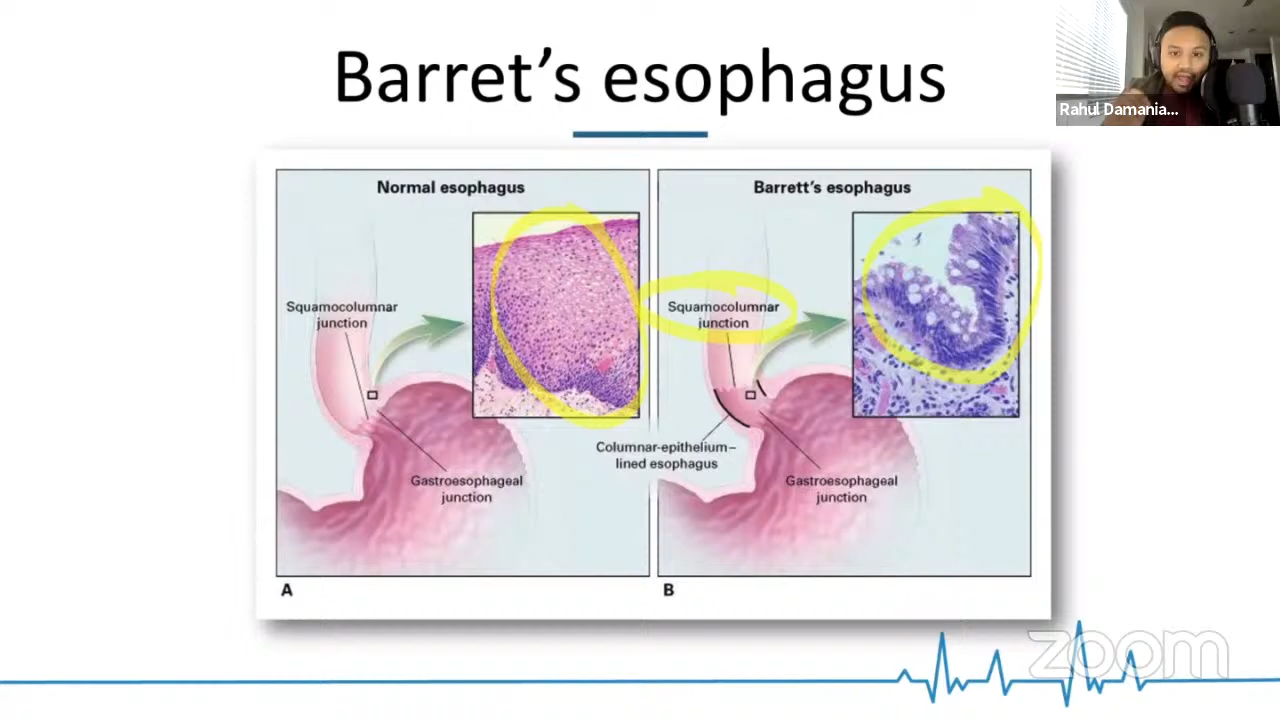 Barret’s esophagus
Rahul Damania...
Normal esophagus
Squamocolumnar
junction
Gastroesophageal
junction
A
Barrett’s esophagus
Squamocolumnar
junction
Columnar-epithelium–
lined esophagus
Gastroesophageal
junction
B
zoom